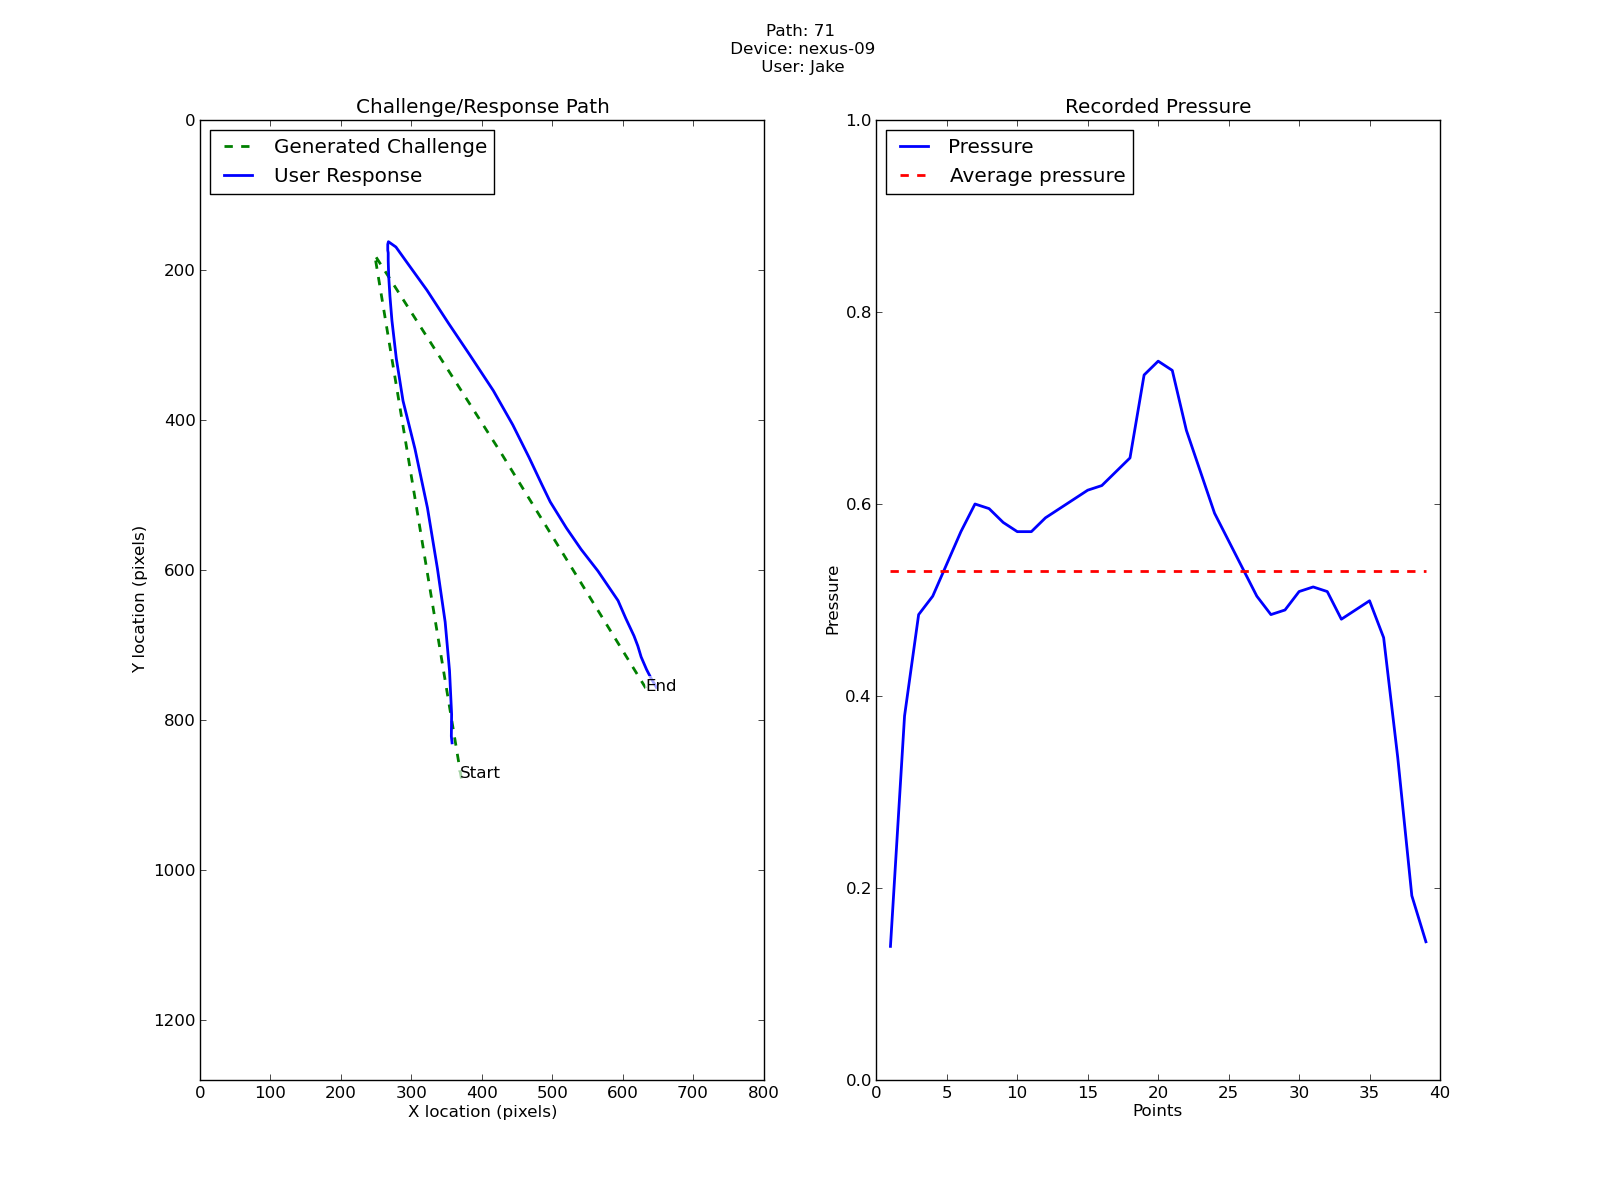 Path: 71
Device: nexus-09
User: Jake
Challenge/Response Path
Generated Challenge
User Response
0
200
400
600
800
1000
1200
Y location (pixels)
Start
End
0 100 200 300 400 500 600 700 800
X location (pixels)
Recorded Pressure
Pressure
Average pressure
1.0
0.8
0.6
0.4
0.2
0.0
Pressure
0 5 10 15 20 25 30 35 40
Points